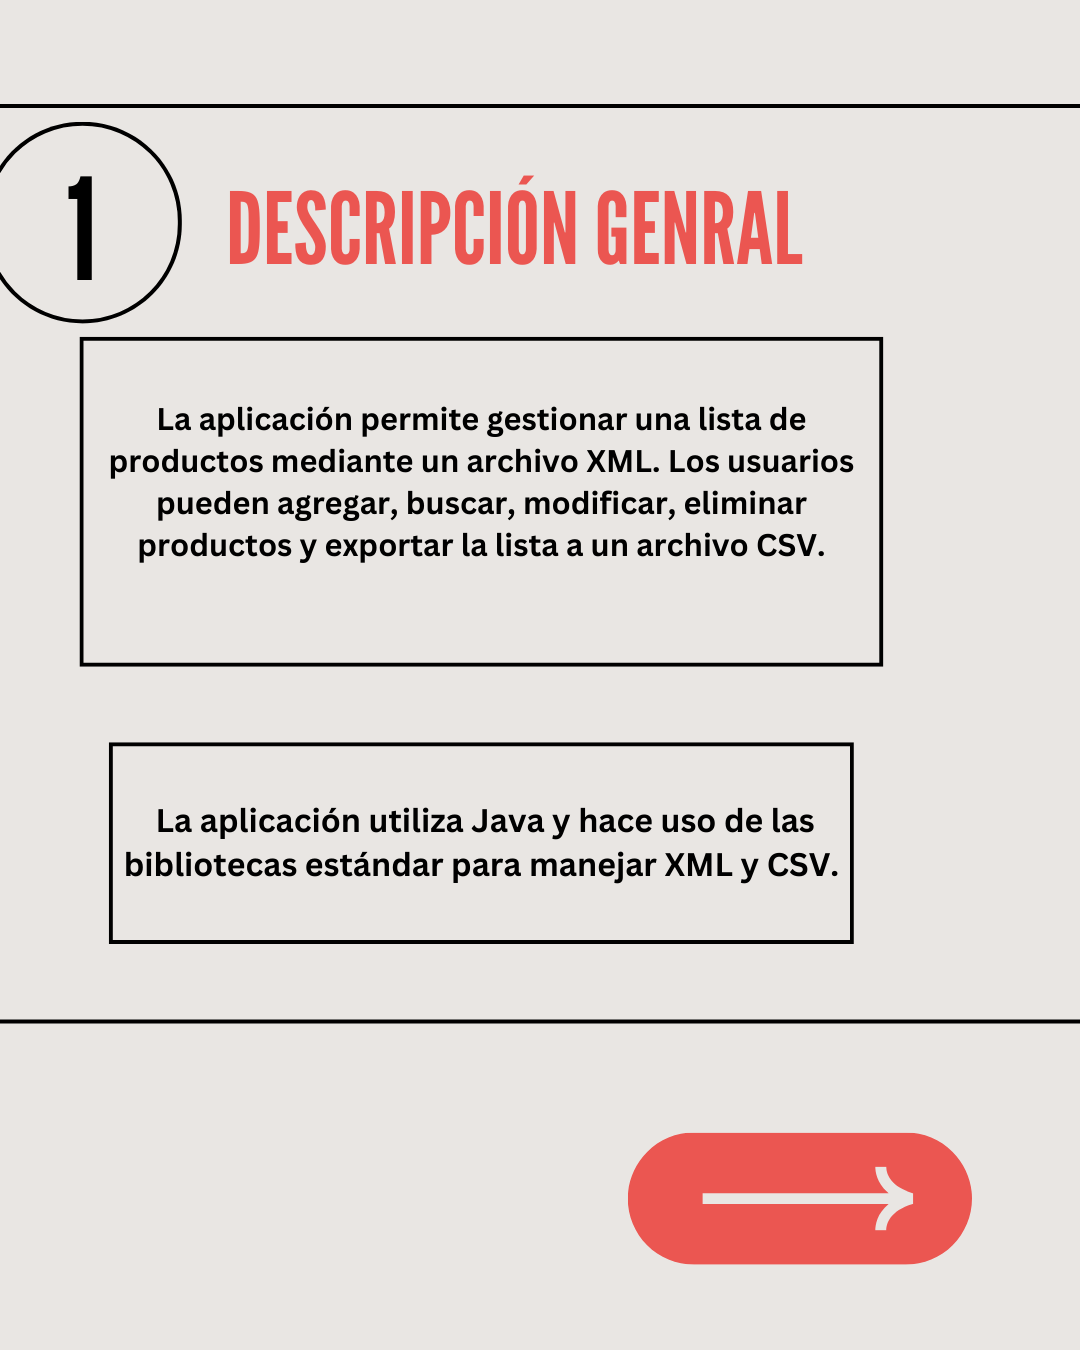 1
DESCRIPCIÓN GENRAL
La aplicación permite gestionar una lista de
productos mediante un archivo XML. Los usuarios
pueden agregar, buscar, modificar, eliminar
productos y exportar la lista a un archivo CSV.
La aplicación utiliza Java y hace uso de las
bibliotecas estándar para manejar XML y CSV.